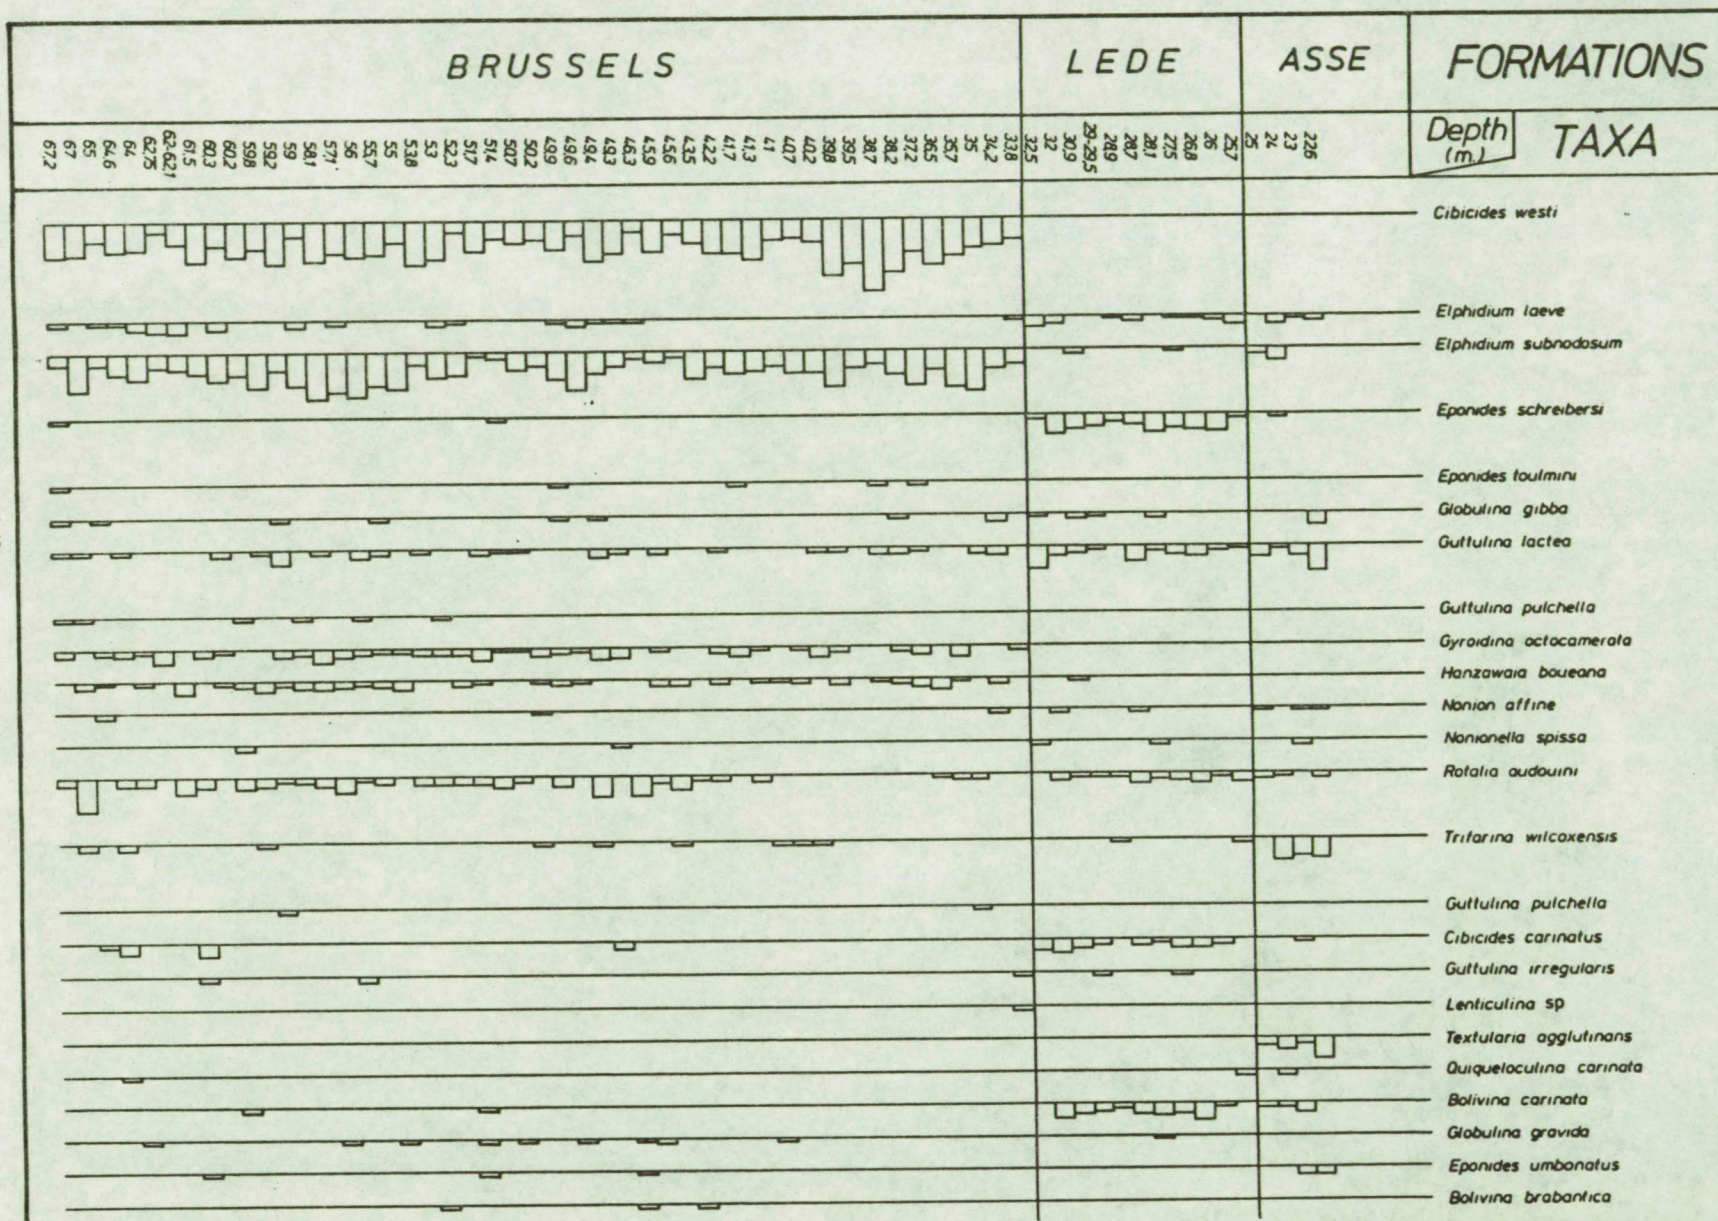 BRUSSELS LEDE ASSE FORMATIONS
67,2 67 65 64,6 64 62,75 62-62,1 61,5 60,3 60,2 59,8 59,2 59 58,1 57,1 56 55,7 55 53,8 53 52,3 51,7 51,4 50,7 50,2 49,9 49,6 49,4 49,3 46,3 45,9 45,6 43,5 42,2 41,7 41,3 41 40,7 40,2 39,8 39,5 38,7 38,2 37,2 36,5 35,7 35 34,2 33,8 32,5 32 30,9 29-29,5 28,9 28,7 28,1 27,5 26,8 26 25,7 25 24 23 22,6
Depth (m.) TAXA
Cibicides westi
Elphidium laeve
Elphidium subnodosum
Eponides schreibersi
Eponides toulmini
Globulina gibba
Guttulina lactea
Guttulina pulchella
Gyroidina octocamerata
Hanzawaia boueana
Nonion affine
Nonionella spissa
Rotalia audouini
Trifarina wilcoxensis
Guttulina pulchella
Cibicides carinatus
Guttulina irregularis
Lenticulina sp
Textularia agglutinans
Quiqueloculina carinata
Bolivina carinata
Globulina gravida
Eponides umbonatus
Bolivina brabantica